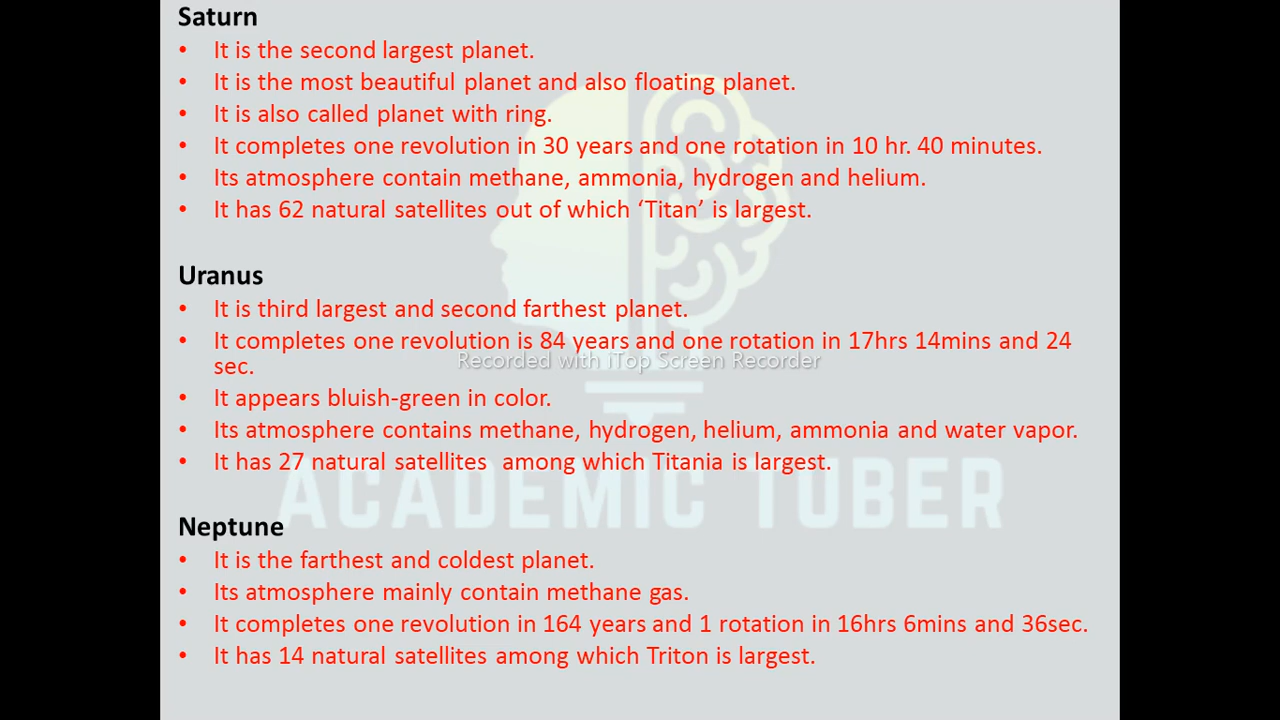 Saturn
• It is the second largest planet.
• It is the most beautiful planet and also floating planet.
• It is also called planet with ring.
• It completes one revolution in 30 years and one rotation in 10 hr. 40 minutes.
• Its atmosphere contain methane, ammonia, hydrogen and helium.
• It has 62 natural satellites out of which ‘Titan’ is largest.
Uranus
• It is third largest and second farthest planet.
• It completes one revolution is 84 years and one rotation in 17hrs 14mins and 24
sec.
Recorded with iTop Screen Recorder
• It appears bluish-green in color.
• Its atmosphere contains methane, hydrogen, helium, ammonia and water vapor.
• It has 27 natural satellites among which Titania is largest.
ACADEMIC TUBER
Neptune
• It is the farthest and coldest planet.
• Its atmosphere mainly contain methane gas.
• It completes one revolution in 164 years and 1 rotation in 16hrs 6mins and 36sec.
• It has 14 natural satellites among which Triton is largest.